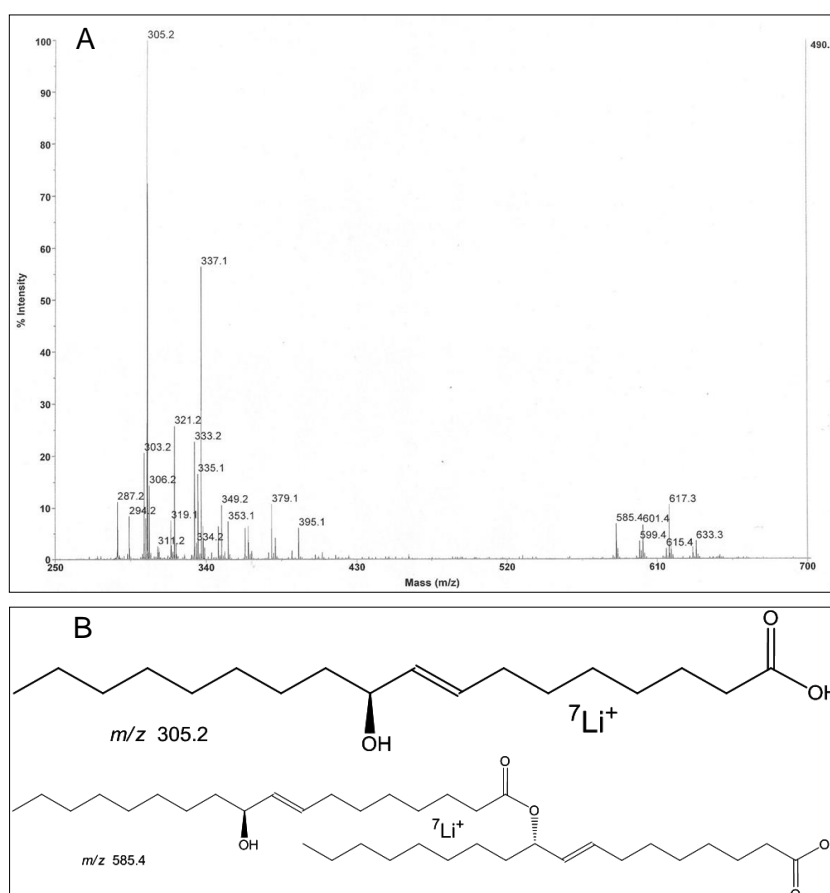 A
100
305.2
490.
90
80
70
60
337.1
50
% Intensity
40
30
321.2
333.2
303.2
20
335.1
306.2
287.2
349.2
379.1
617.3
10
294.2
319.1
353.1
395.1
585.4
601.4
311.2
334.2
599.4
615.4
633.3
0
0
250
340
430
520
610
700
Mass (m/z)
B
O
OH
7Li+
m/z 305.2
OH
O
O
7Li+
OH
m/z 585.4
O
O